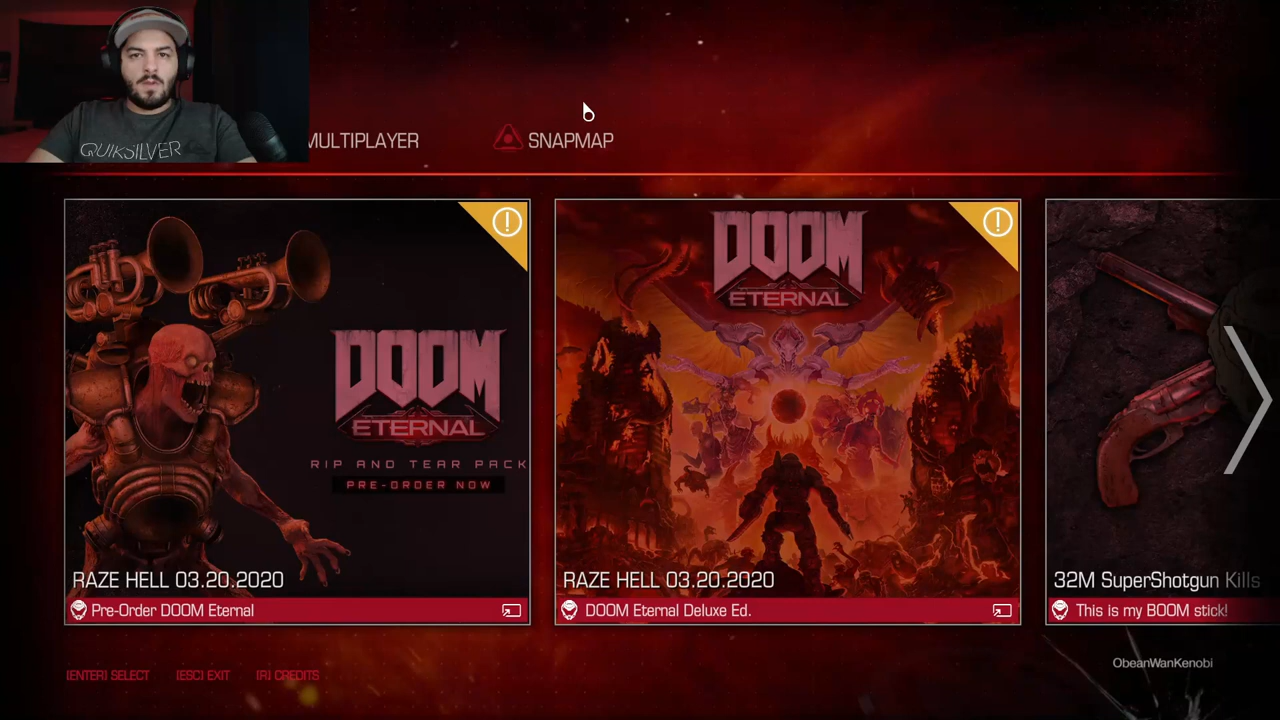 QUIKSILVER
MULTIPLAYER
SNAPMAP
DOOM
ETERNAL
RIP AND TEAR PACK
PRE-ORDER NOW
RAZE HELL 03.20.2020
Pre-Order DOOM Eternal
DOOM
ETERNAL
RAZE HELL 03.20.2020
DOOM Eternal Deluxe Ed.
32M SuperShotgun Kills
This is my BOOM stick!
[ENTER] SELECT [ESC] EXIT [R] CREDITS
ObeanWanKenobi